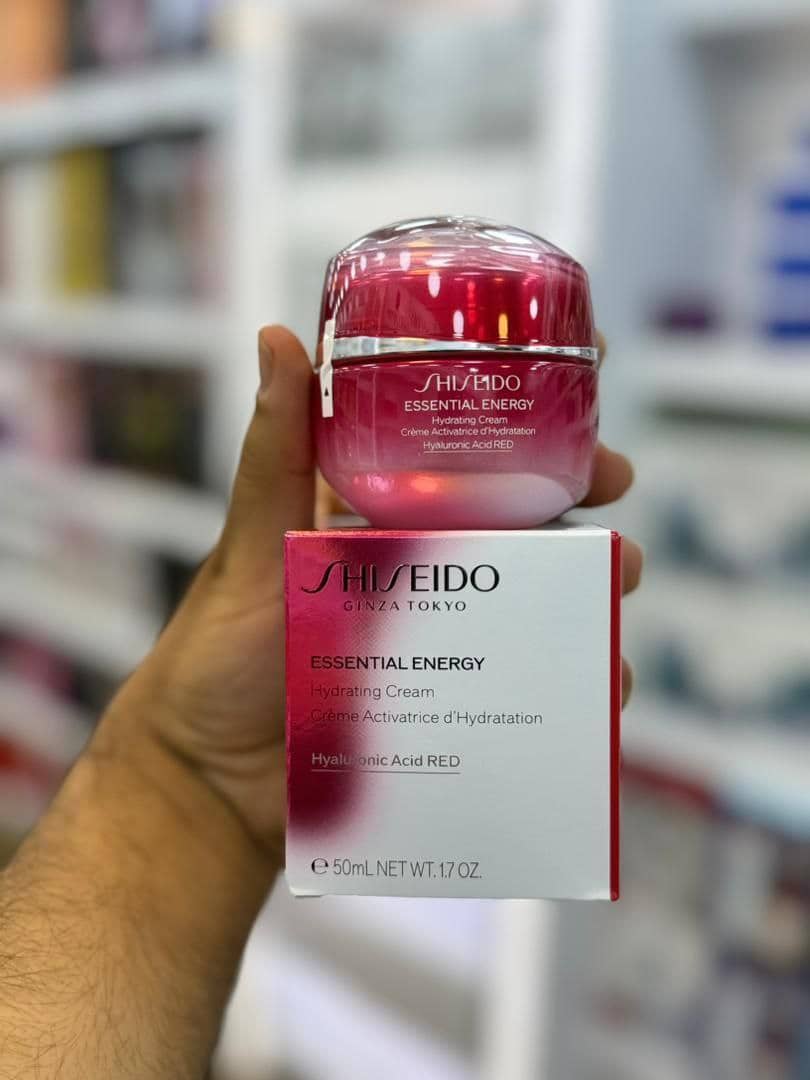 SHISEIDO
ESSENTIAL ENERGY
Hydrating Cream
Crème Activatrice d'Hydratation
Hyaluronic Acid RED
SHISEIDO
GINZA TOKYO
ESSENTIAL ENERGY
Hydrating Cream
Crème Activatrice d'Hydratation
Hyaluronic Acid RED
℮ 50mL NET WT. 1.7 OZ.